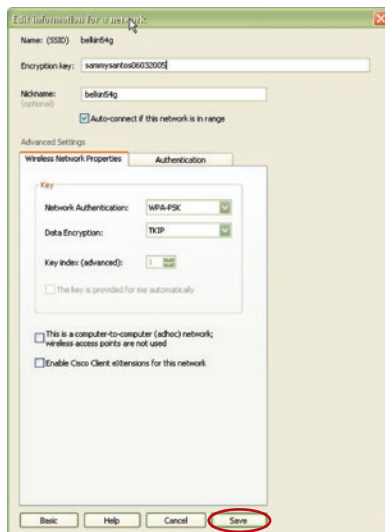 Edit information for a network
Name: (SSID) belkin54g
Encryption key: sammysantos06032005
Nickname: belkin54g
(optional)
Auto-connect if this network is in range
Advanced Settings
Wireless Network Properties Authentication
Key
Network Authentication: WPA-PSK
Data Encryption: TKIP
Key index (advanced): 1
The key is provided for me automatically
This is a computer-to-computer (adhoc) network;
wireless access points are not used
Enable Cisco Client eXtensions for this network
Basic Help Cancel Save